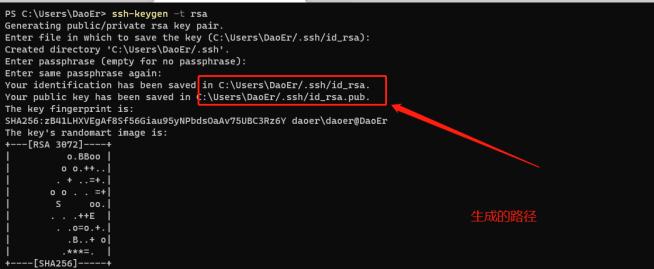 PS C:\Users\DaoEr> ssh-keygen -t rsa
Generating public/private rsa key pair.
Enter file in which to save the key (C:\Users\DaoEr/.ssh/id_rsa):
Created directory 'C:\Users\DaoEr/.ssh'.
Enter passphrase (empty for no passphrase):
Enter same passphrase again:
Your identification has been saved in C:\Users\DaoEr/.ssh/id_rsa.
Your public key has been saved in C:\Users\DaoEr/.ssh/id_rsa.pub.
The key fingerprint is:
SHA256:zB41LHXVEgAf8Sf56Giau95yNPbdsOaAv75UBC3Rz6Y daoer\daoer@DaoEr
The key's randomart image is:
+---[RSA 3072]----+
|          o.BBoo |
|         o o.++..|
|        . + ..=+.|
|       o o . . =+|
|        S     oo.|
|       . . .++E  |
|        . .o=o.+.|
|          .B..+ o|
|         .***=.  |
+----[SHA256]-----+
生成的路径